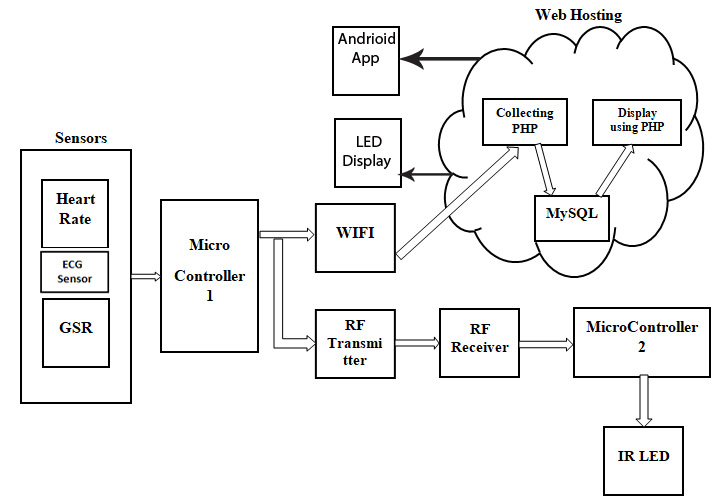 Web Hosting
Andrioid
App
Collecting
PHP
Display
using PHP
LED
Display
MySQL
Sensors
Heart
Rate
ECG
Sensor
GSR
Micro
Controller
1
WIFI
RF
Transmi
tter
RF
Receiver
MicroController
2
IR LED